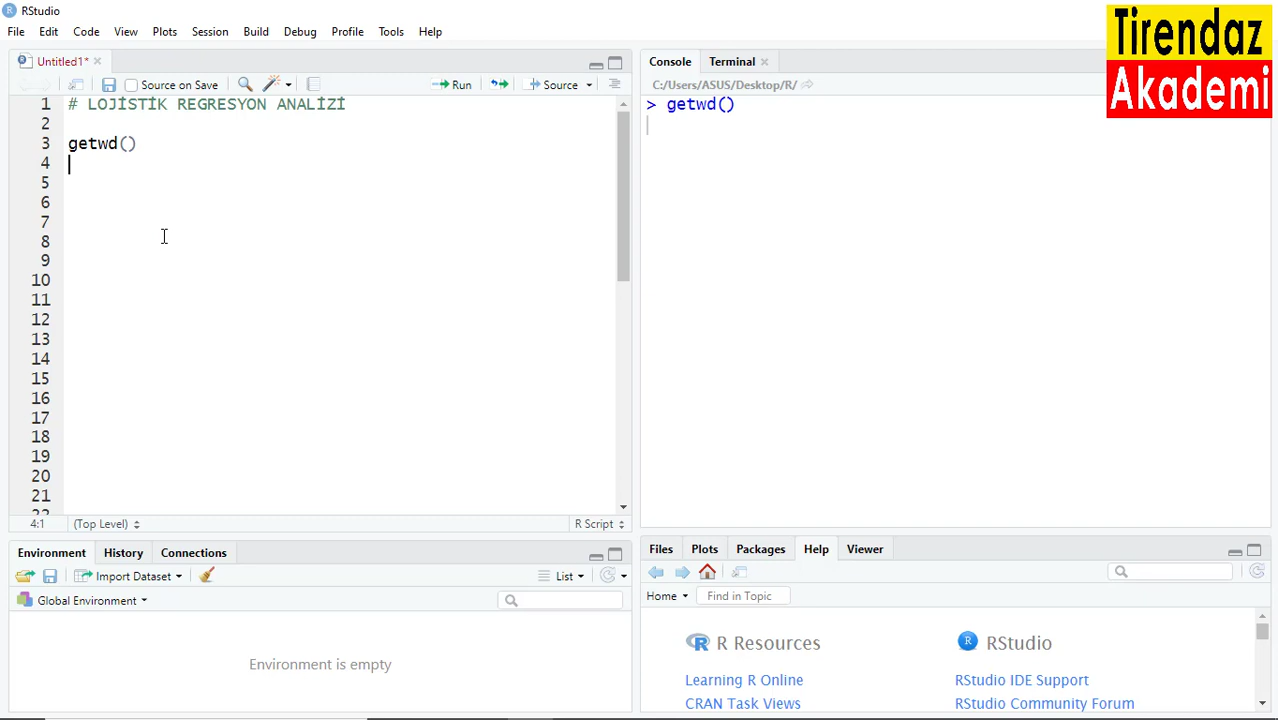 RStudio
File Edit Code View Plots Session Build Debug Profile Tools Help
Tirendaz
Akademi
Untitled1*
Source on Save
Run
Source
1 # LOJİSTİK REGRESYON ANALİZİ
2
3 getwd()
4
5
6
7
8
9
10
11
12
13
14
15
16
17
18
19
20
21
22
4:1 (Top Level) R Script
Console Terminal
C:/Users/ASUS/Desktop/R/
> getwd()
Environment History Connections
Import Dataset List
Global Environment
Environment is empty
Files Plots Packages Help Viewer
Home Find in Topic
R Resources
Learning R Online
CRAN Task Views
R RStudio
RStudio IDE Support
RStudio Community Forum